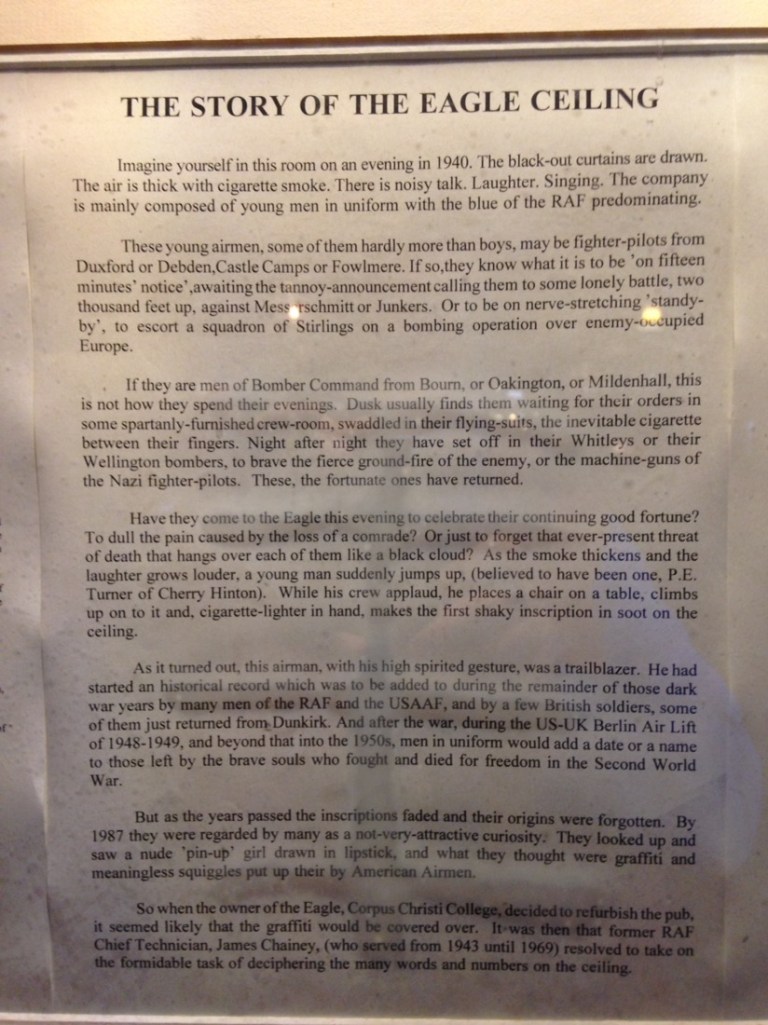 THE STORY OF THE EAGLE CEILING
Imagine yourself in this room on an evening in 1940. The black-out curtains are drawn.
The air is thick with cigarette smoke. There is noisy talk. Laughter. Singing. The company
is mainly composed of young men in uniform with the blue of the RAF predominating.
These young airmen, some of them hardly more than boys, may be fighter-pilots from
Duxford or Debden,Castle Camps or Fowlmere. If so,they know what it is to be 'on fifteen
minutes' notice',awaiting the tannoy-announcement calling them to some lonely battle, two
thousand feet up, against Messerschmitt or Junkers. Or to be on nerve-stretching 'standy-
by', to escort a squadron of Stirlings on a bombing operation over enemy-occupied
Europe.
If they are men of Bomber Command from Bourn, or Oakington, or Mildenhall, this
is not how they spend their evenings. Dusk usually finds them waiting for their orders in
some spartanly-furnished crew-room, swaddled in their flying-suits, the inevitable cigarette
between their fingers. Night after night they have set off in their Whitleys or their
Wellington bombers, to brave the fierce ground-fire of the enemy, or the machine-guns of
the Nazi fighter-pilots. These, the fortunate ones have returned.
Have they come to the Eagle this evening to celebrate their continuing good fortune?
To dull the pain caused by the loss of a comrade? Or just to forget that ever-present threat
of death that hangs over each of them like a black cloud? As the smoke thickens and the
laughter grows louder, a young man suddenly jumps up, (believed to have been one, P.E.
Turner of Cherry Hinton). While his crew applaud, he places a chair on a table, climbs
up on to it and, cigarette-lighter in hand, makes the first shaky inscription in soot on the
ceiling.
As it turned out, this airman, with his high spirited gesture, was a trailblazer. He had
started an historical record which was to be added to during the remainder of those dark
war years by many men of the RAF and the USAAF, and by a few British soldiers, some
of them just returned from Dunkirk. And after the war, during the US-UK Berlin Air Lift
of 1948-1949, and beyond that into the 1950s, men in uniform would add a date or a name
to those left by the brave souls who fought and died for freedom in the Second World
War.
But as the years passed the inscriptions faded and their origins were forgotten. By
1987 they were regarded by many as a not-very-attractive curiosity. They looked up and
saw a nude 'pin-up' girl drawn in lipstick, and what they thought were graffiti and
meaningless squiggles put up their by American Airmen.
So when the owner of the Eagle, Corpus Christi College, decided to refurbish the pub,
it seemed likely that the graffiti would be covered over. It was then that former RAF
Chief Technician, James Chainey, (who served from 1943 until 1969) resolved to take on
the formidable task of deciphering the many words and numbers on the ceiling.